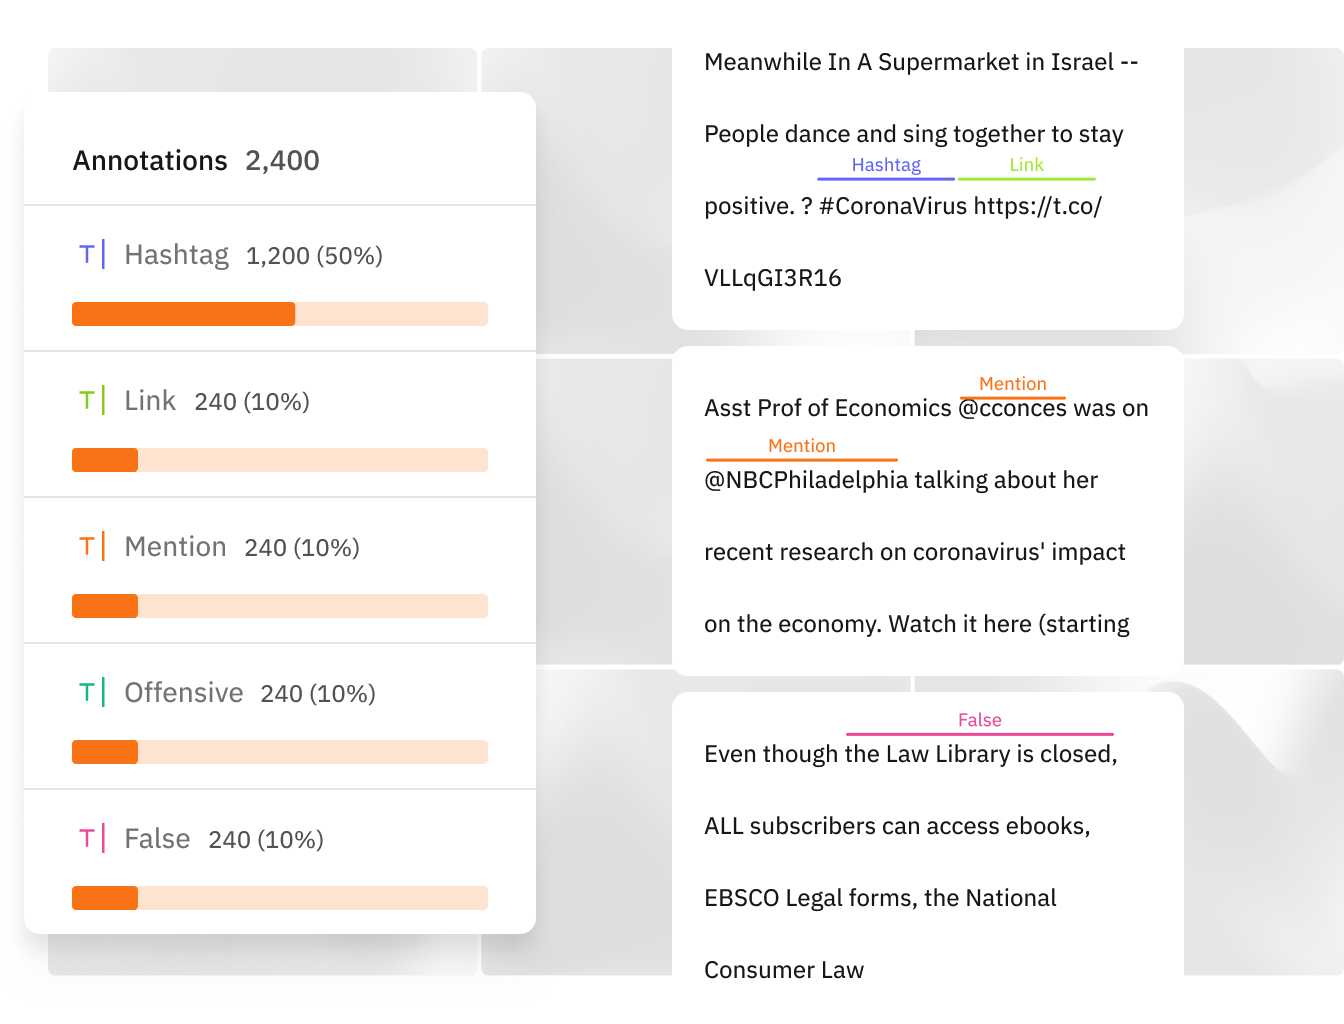 Annotations 2,400
T| Hashtag 1,200 (50%)
T| Link 240 (10%)
T| Mention 240 (10%)
T| Offensive 240 (10%)
T| False 240 (10%)
Meanwhile In A Supermarket in Israel --
People dance and sing together to stay
Hashtag Link
positive. ? #CoronaVirus https://t.co/
VLLqGI3R16
Mention
Asst Prof of Economics @cconces was on
Mention
@NBCPhiladelphia talking about her
recent research on coronavirus' impact
on the economy. Watch it here (starting
False
Even though the Law Library is closed,
ALL subscribers can access ebooks,
EBSCO Legal forms, the National
Consumer Law